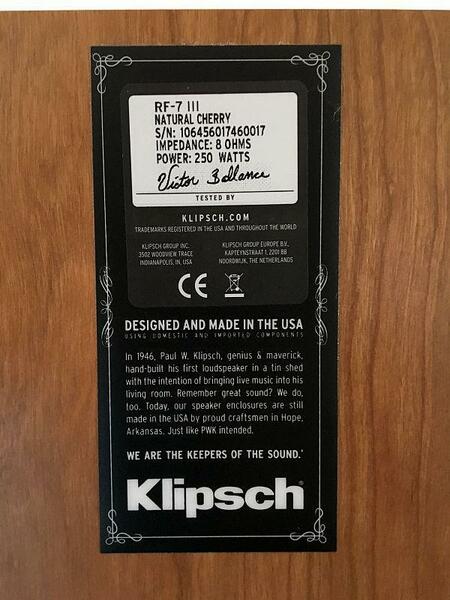 RF-7 III
NATURAL CHERRY
S/N: 106456017460017
IMPEDANCE: 8 OHMS
POWER: 250 WATTS
Victor Ballance
TESTED BY
KLIPSCH.COM
TRADEMARKS REGISTERED IN THE USA AND THROUGHOUT THE WORLD
KLIPSCH GROUP INC.
3502 WOODVIEW TRACE
INDIANAPOLIS, IN, USA
KLIPSCH GROUP EUROPE B.V.
KAPTEYNSTRAAT 1, 2201 BB
NOORDWIJK, THE NETHERLANDS
CE
DESIGNED AND MADE IN THE USA
USING DOMESTIC AND IMPORTED COMPONENTS
In 1946, Paul W. Klipsch, genius & maverick,
hand-built his first loudspeaker in a tin shed
with the intention of bringing live music into his
living room. Remember great sound? We do,
too. Today, our speaker enclosures are still
made in the USA by proud craftsmen in Hope,
Arkansas. Just like PWK intended.
WE ARE THE KEEPERS OF THE SOUND.®
Klipsch®